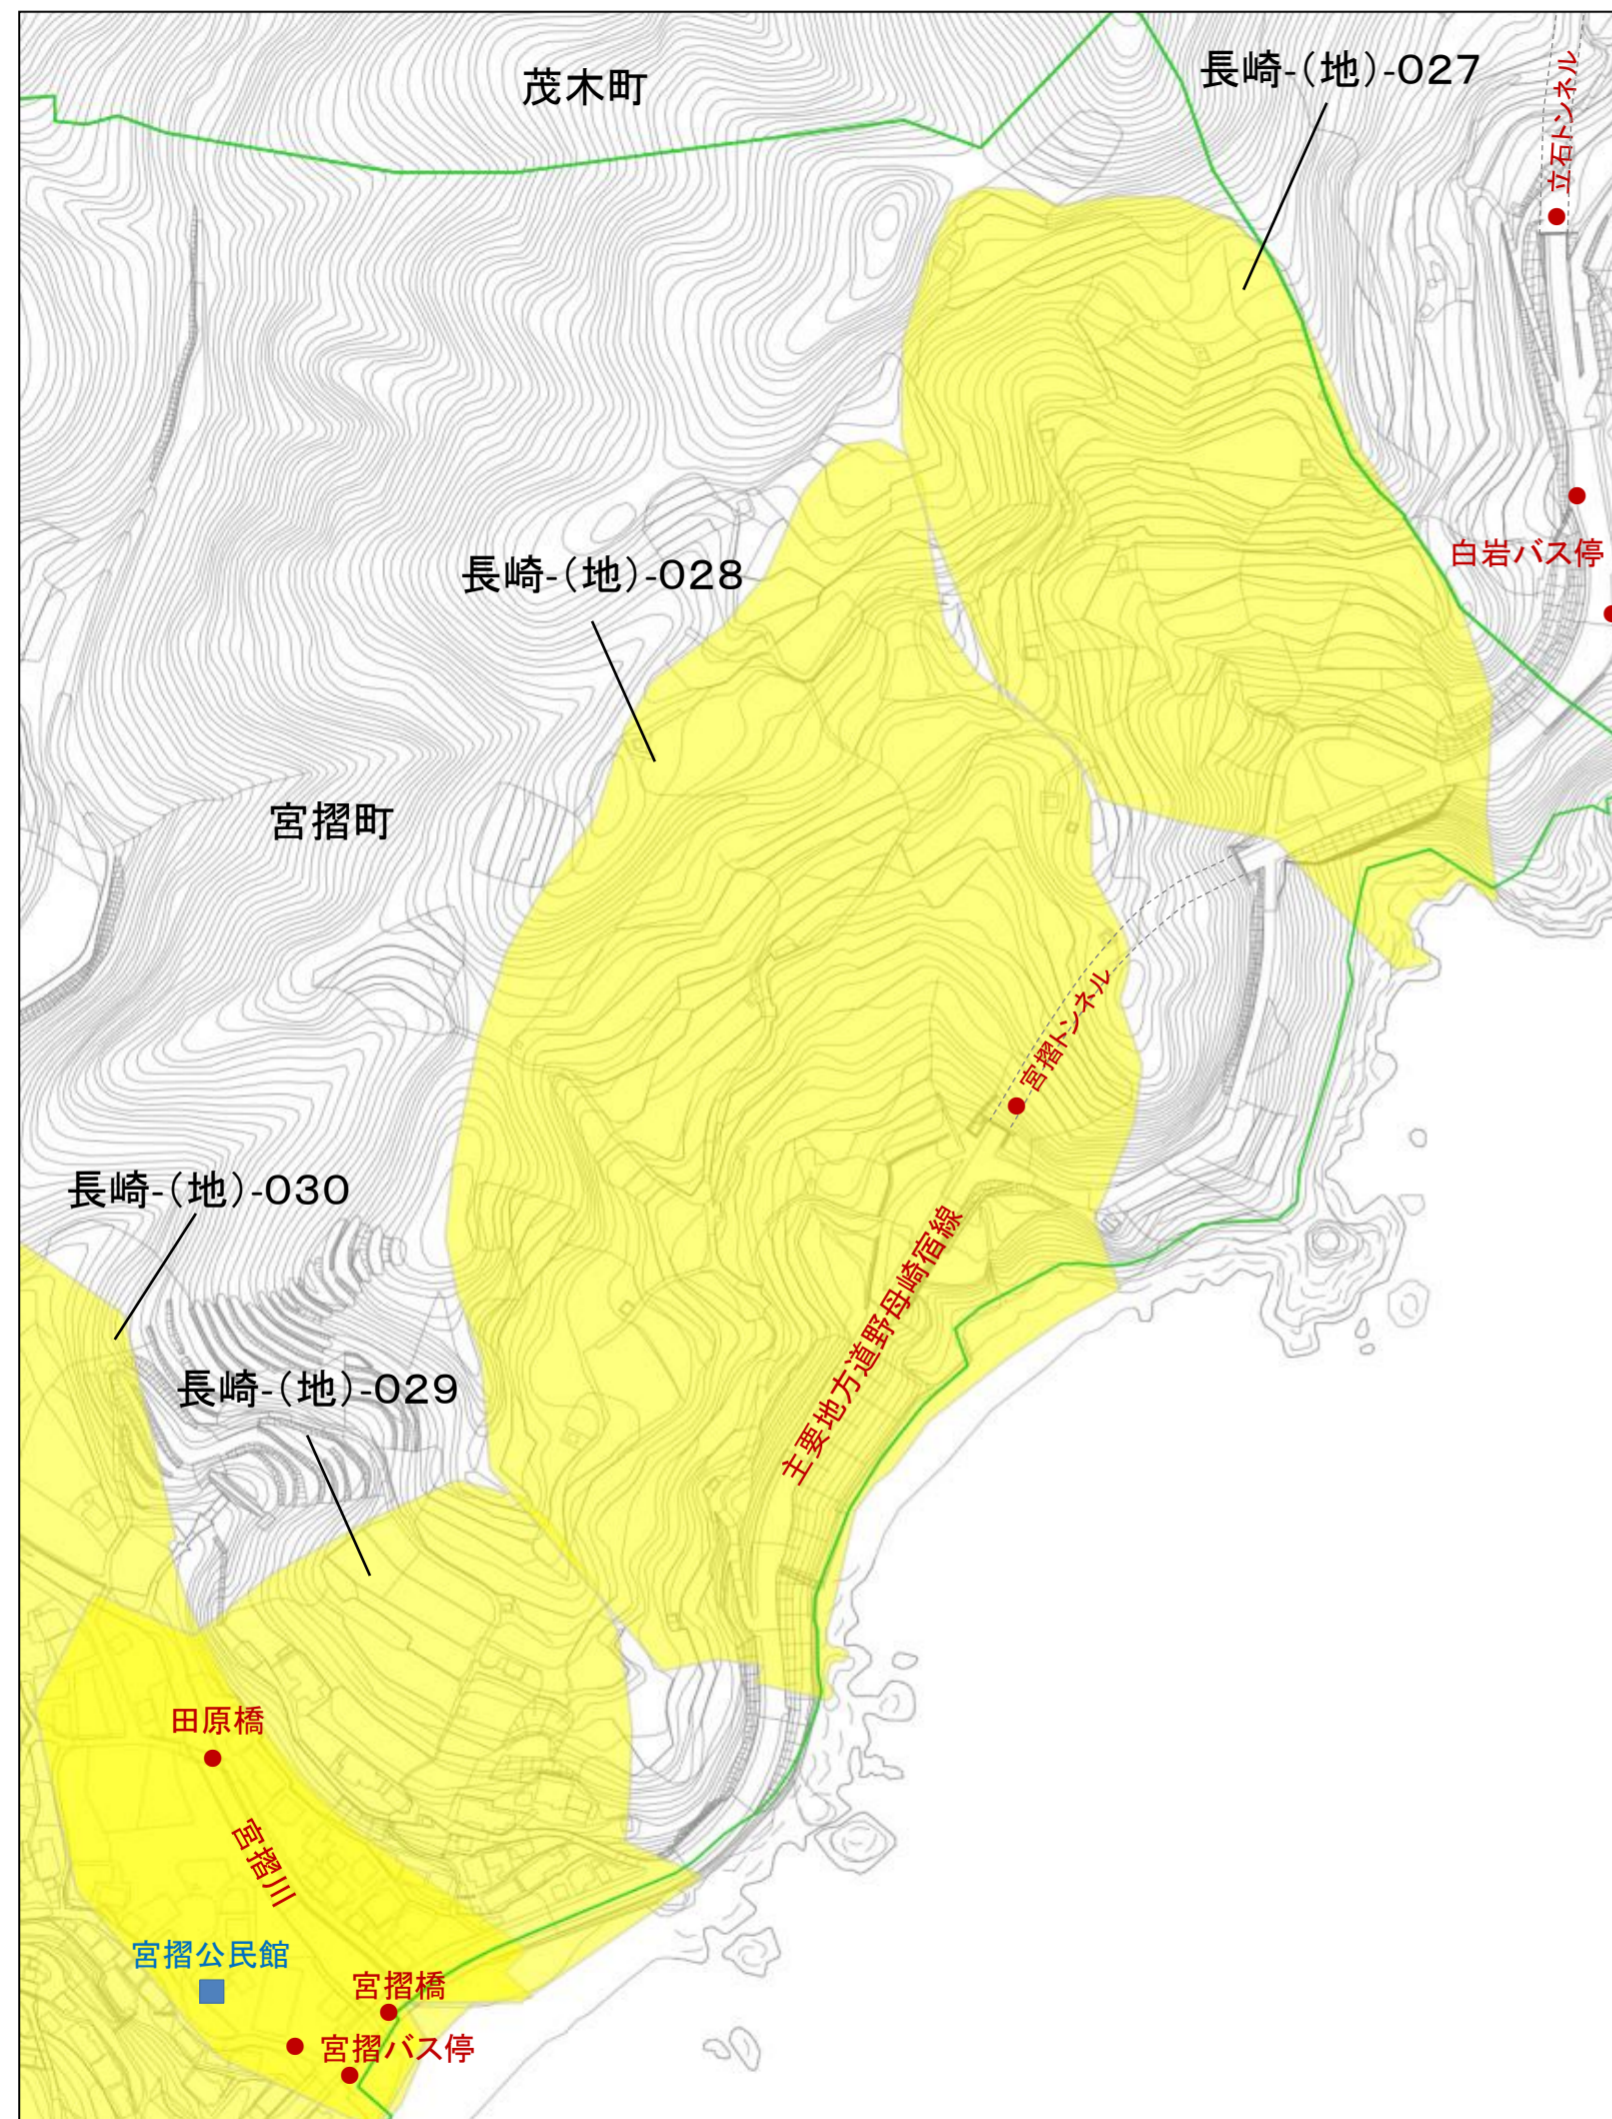 茂木町
長崎-(地)-027
立石トンネル
白岩バス停
長崎-(地)-028
宮摺町
宮摺トンネル
長崎-(地)-030
主要地方道野母崎宿線
長崎-(地)-029
田原橋
宮摺川
宮摺公民館
宮摺橋
宮摺バス停